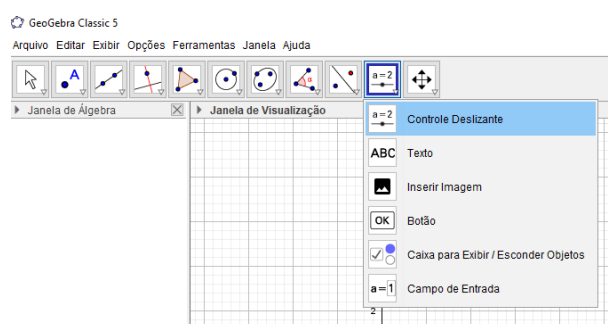 GeoGebra Classic 5
Arquivo Editar Exibir Opções Ferramentas Janela Ajuda
A
α
a=2
Janela de Álgebra
Janela de Visualização
a=2 Controle Deslizante
ABC Texto
Inserir Imagem
OK Botão
Caixa para Exibir / Esconder Objetos
a=1 Campo de Entrada
2